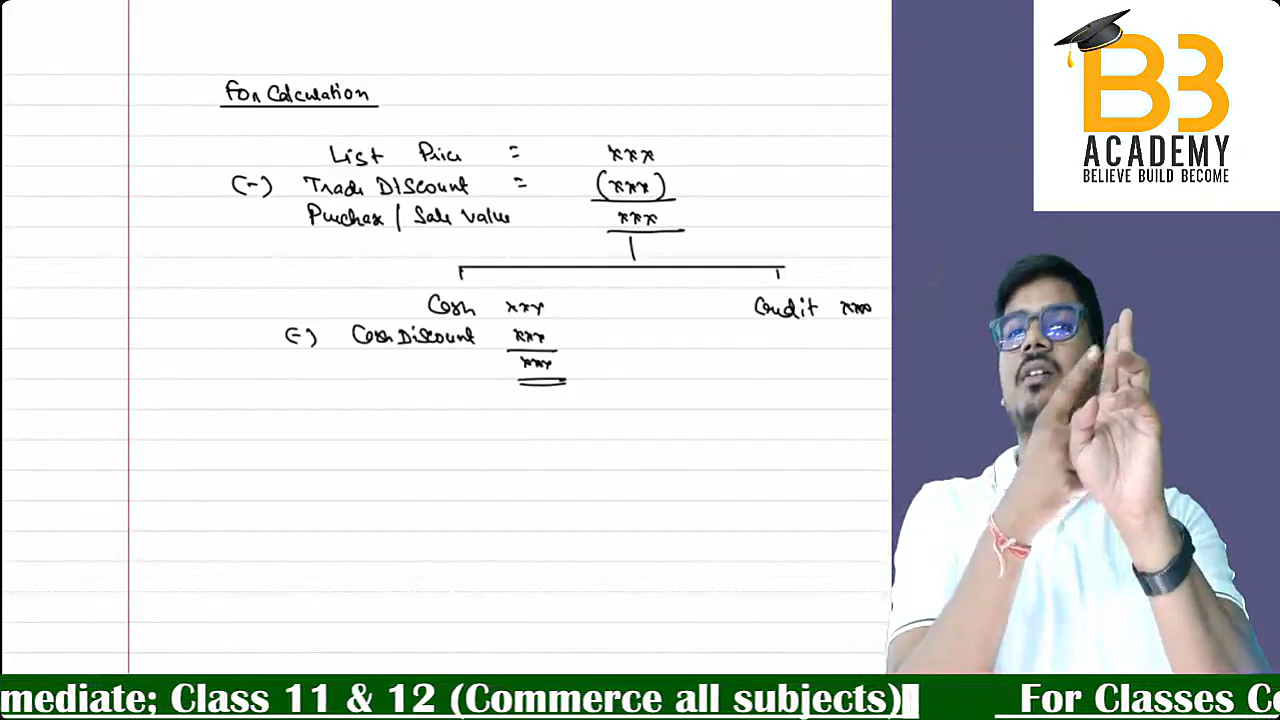 For Calculation
List Price = xxx
(-) Trade Discount = (xxx)
Purchase / Sale Value xxx
Cash xxx Credit xxx
(-) Cash Discount xxx
xxx
B3
ACADEMY
BELIEVE BUILD BECOME
mediate; Class 11 & 12 (Commerce all subjects) For Classes Co